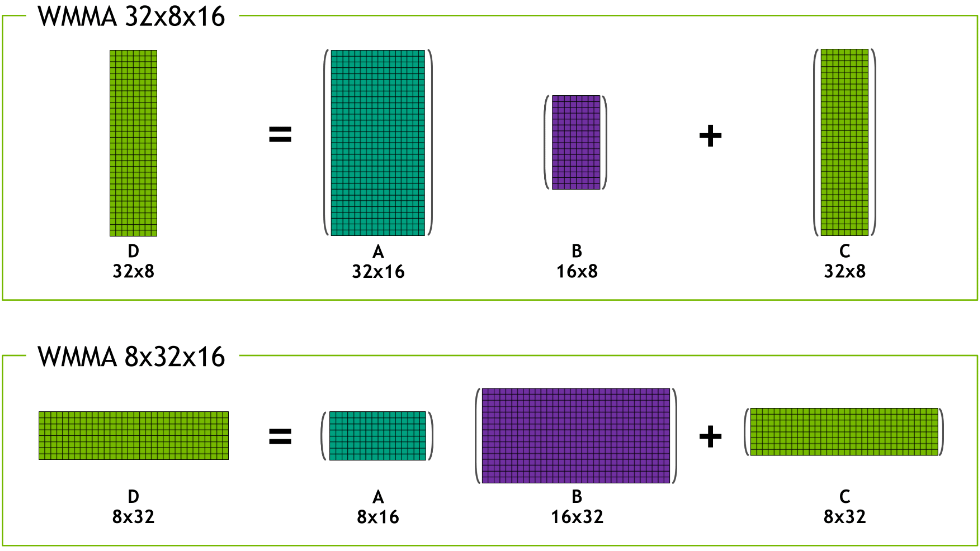 WMMA 32x8x16
=
+
D
A
B
C
32x8
32x16
16x8
32x8
WMMA 8x32x16
=
+
D
A
B
C
8x32
8x16
16x32
8x32